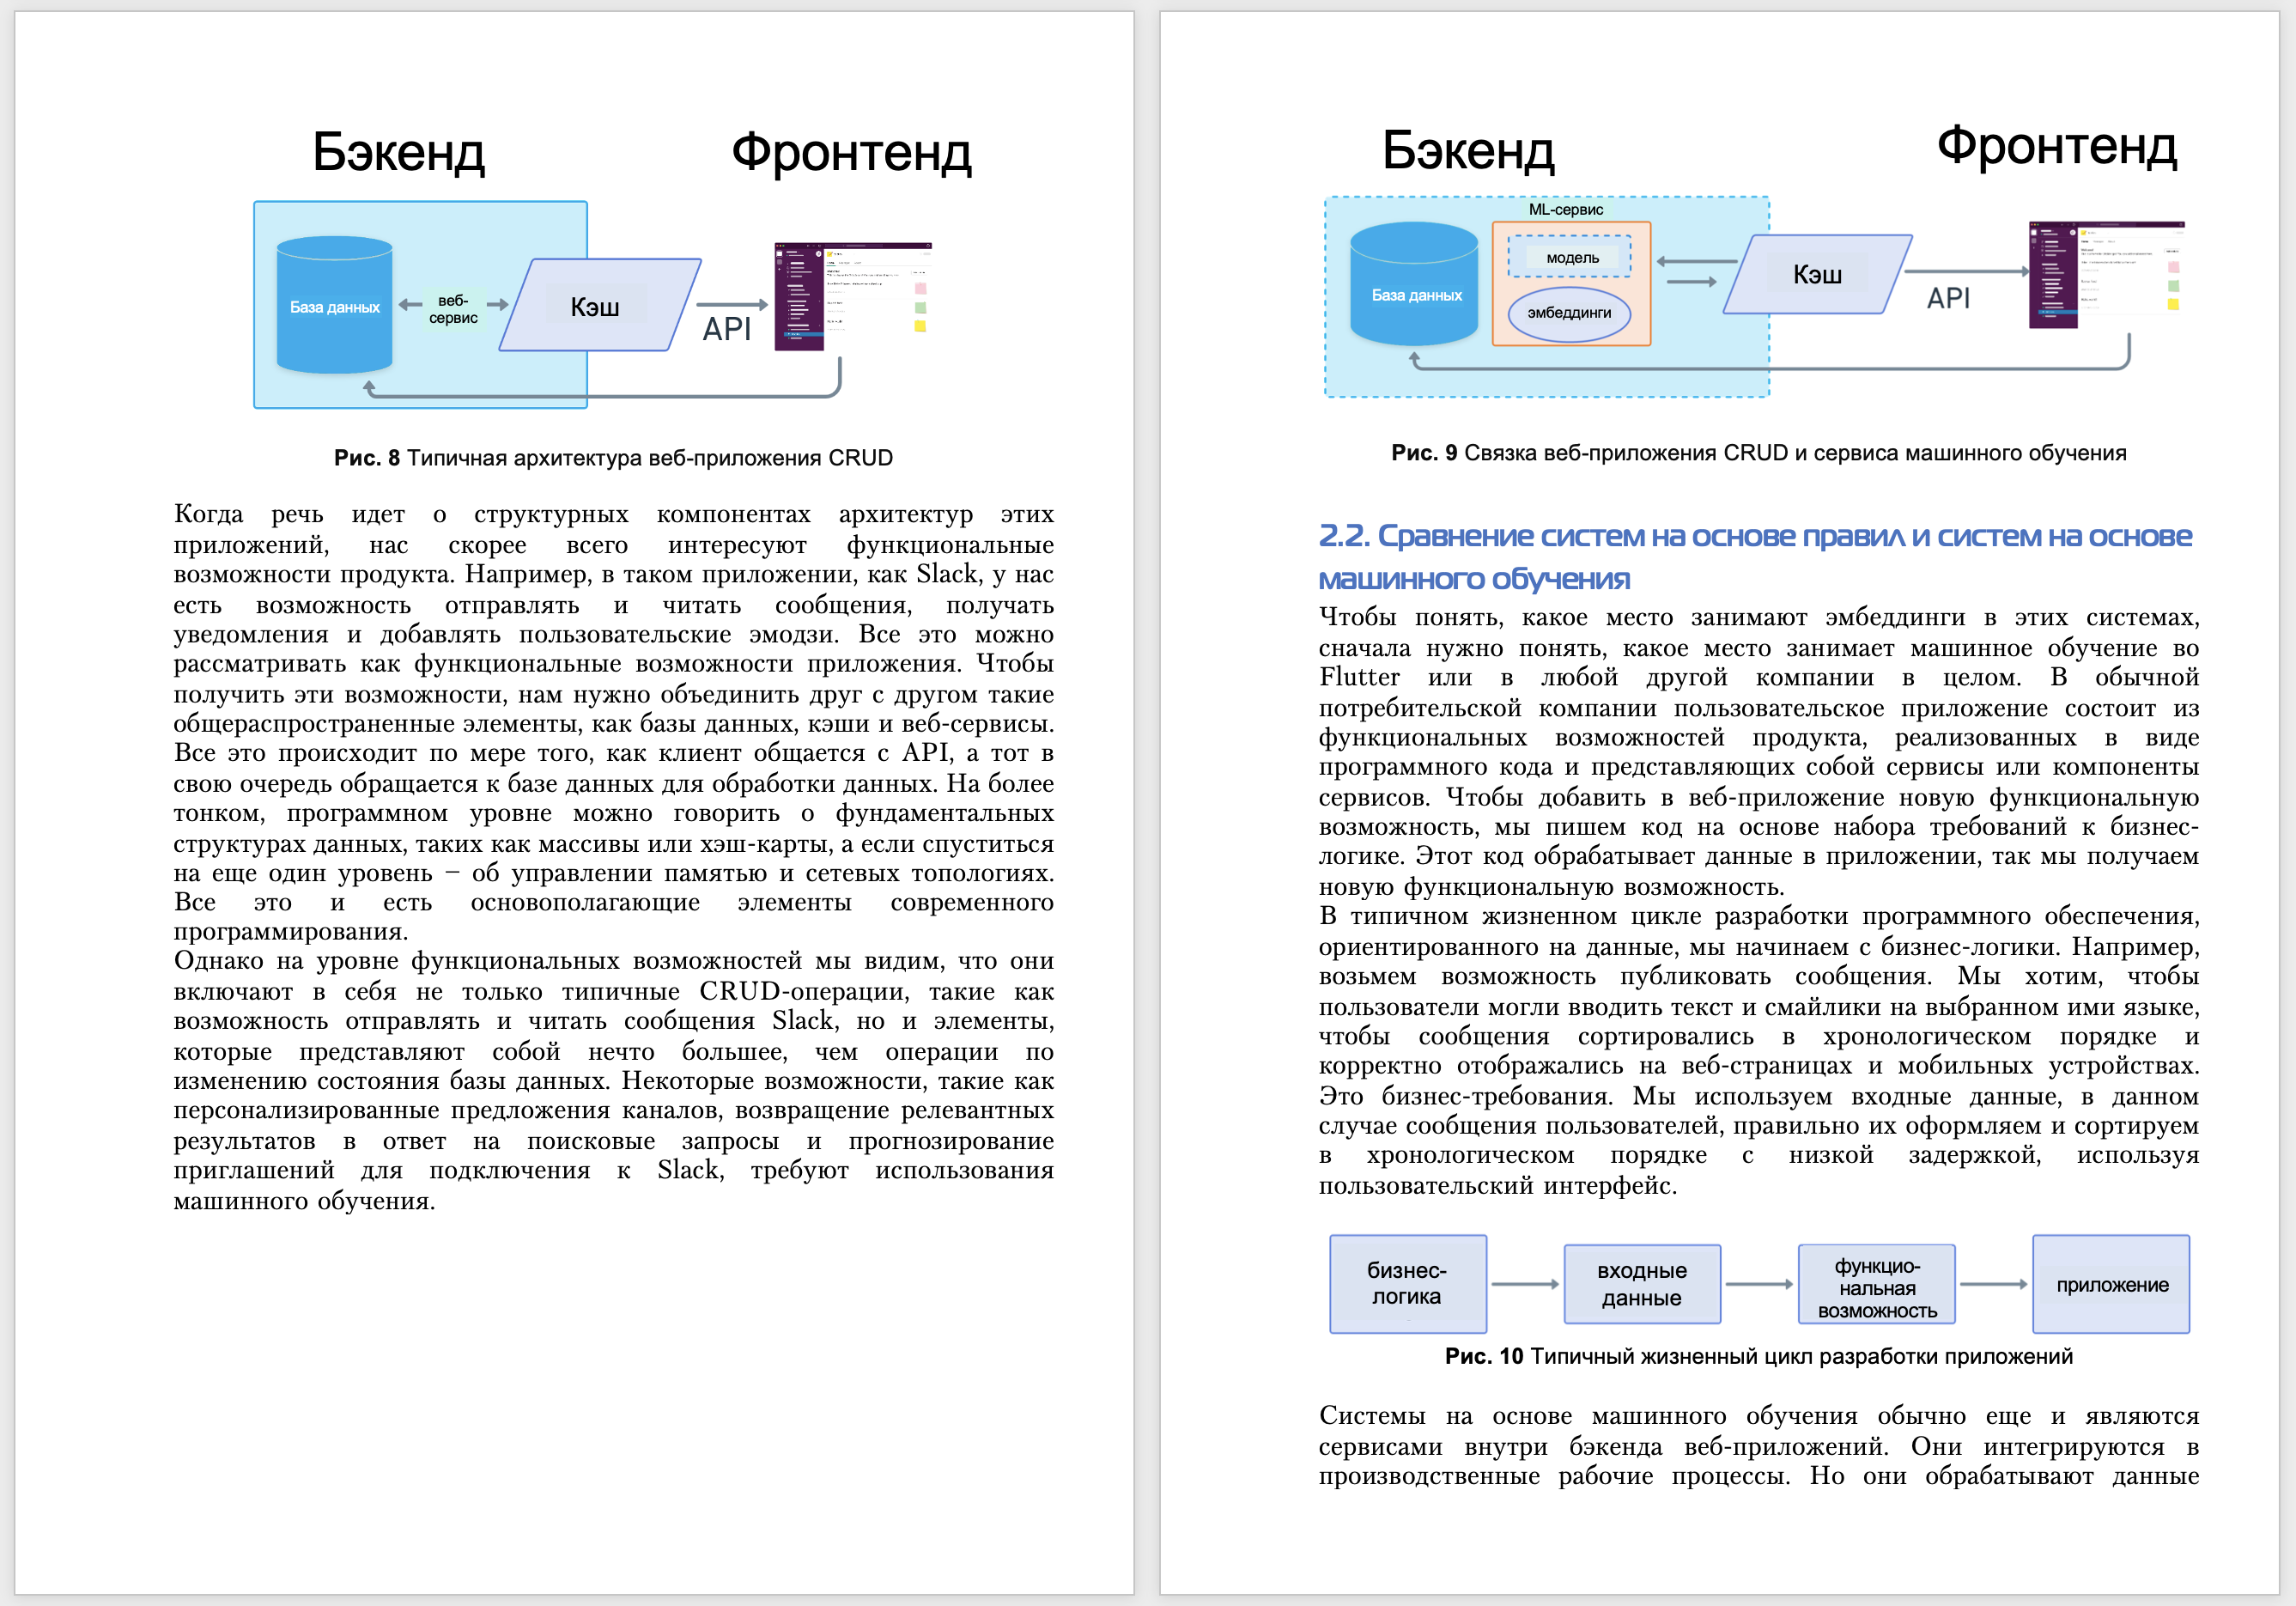 Бэкенд
Фронтенд
База данных
веб-
сервис
Кэш
API
Рис. 8 Типичная архитектура веб-приложения CRUD
Когда речь идет о структурных компонентах архитектур этих
приложений, нас скорее всего интересуют функциональные
возможности продукта. Например, в таком приложении, как Slack, у нас
есть возможность отправлять и читать сообщения, получать
уведомления и добавлять пользовательские эмодзи. Все это можно
рассматривать как функциональные возможности приложения. Чтобы
получить эти возможности, нам нужно объединить друг с другом такие
общераспространенные элементы, как базы данных, кэши и веб-сервисы.
Все это происходит по мере того, как клиент общается с API, а тот в
свою очередь обращается к базе данных для обработки данных. На более
тонком, программном уровне можно говорить о фундаментальных
структурах данных, таких как массивы или хэш-карты, а если спуститься
на еще один уровень – об управлении памятью и сетевых топологиях.
Все это и есть основополагающие элементы современного
программирования.
Однако на уровне функциональных возможностей мы видим, что они
включают в себя не только типичные CRUD-операции, такие как
возможность отправлять и читать сообщения Slack, но и элементы,
которые представляют собой нечто большее, чем операции по
изменению состояния базы данных. Некоторые возможности, такие как
персонализированные предложения каналов, возвращение релевантных
результатов в ответ на поисковые запросы и прогнозирование
приглашений для подключения к Slack, требуют использования
машинного обучения.
Бэкенд
Фронтенд
ML-сервис
База данных
модель
эмбеддинги
Кэш
API
Рис. 9 Связка веб-приложения CRUD и сервиса машинного обучения
2.2. Сравнение систем на основе правил и систем на основе
машинного обучения
Чтобы понять, какое место занимают эмбеддинги в этих системах,
сначала нужно понять, какое место занимает машинное обучение во
Flutter или в любой другой компании в целом. В обычной
потребительской компании пользовательское приложение состоит из
функциональных возможностей продукта, реализованных в виде
программного кода и представляющих собой сервисы или компоненты
сервисов. Чтобы добавить в веб-приложение новую функциональную
возможность, мы пишем код на основе набора требований к бизнес-
логике. Этот код обрабатывает данные в приложении, так мы получаем
новую функциональную возможность.
В типичном жизненном цикле разработки программного обеспечения,
ориентированного на данные, мы начинаем с бизнес-логики. Например,
возьмем возможность публиковать сообщения. Мы хотим, чтобы
пользователи могли вводить текст и смайлики на выбранном ими языке,
чтобы сообщения сортировались в хронологическом порядке и
корректно отображались на веб-страницах и мобильных устройствах.
Это бизнес-требования. Мы используем входные данные, в данном
случае сообщения пользователей, правильно их оформляем и сортируем
в хронологическом порядке с низкой задержкой, используя
пользовательский интерфейс.
бизнес-
логика
входные
данные
функцио-
нальная
возможность
приложение
Рис. 10 Типичный жизненный цикл разработки приложений
Системы на основе машинного обучения обычно еще и являются
сервисами внутри бэкенда веб-приложений. Они интегрируются в
производственные рабочие процессы. Но они обрабатывают данные